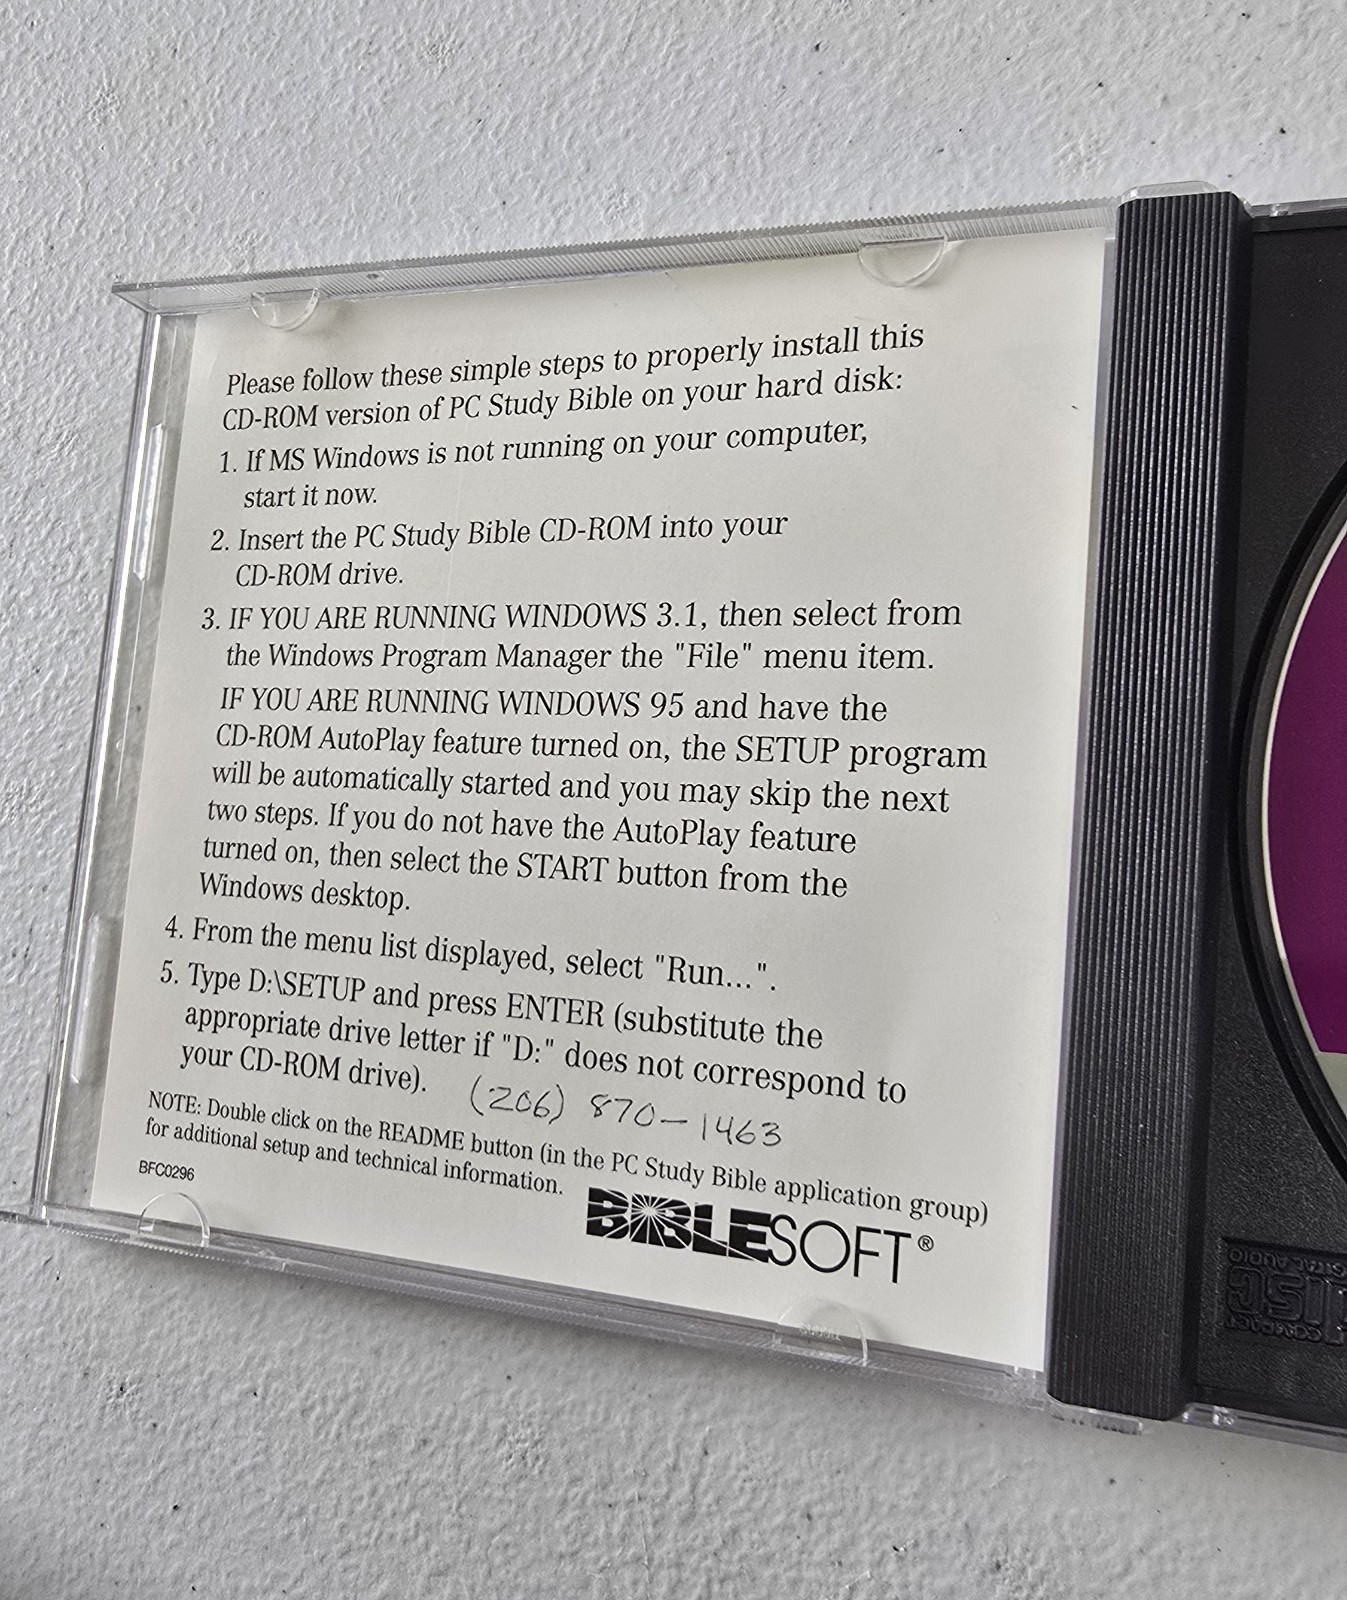 Please follow these simple steps to properly install this
CD-ROM version of PC Study Bible on your hard disk:
1. If MS Windows is not running on your computer,
start it now.
2. Insert the PC Study Bible CD-ROM into your
CD-ROM drive.
3. IF YOU ARE RUNNING WINDOWS 3.1, then select from
the Windows Program Manager the "File" menu item.
IF YOU ARE RUNNING WINDOWS 95 and have the
CD-ROM AutoPlay feature turned on, the SETUP program
will be automatically started and you may skip the next
two steps. If you do not have the AutoPlay feature
turned on, then select the START button from the
Windows desktop.
4. From the menu list displayed, select "Run...".
5. Type D:\SETUP and press ENTER (substitute the
appropriate drive letter if "D:" does not correspond to
your CD-ROM drive).
(206) 870-1463
NOTE: Double click on the README button (in the PC Study Bible application group)
for additional setup and technical information.
BFC0296
BIBLESOFT®
COMPACT
DISC
DIGITAL AUDIO